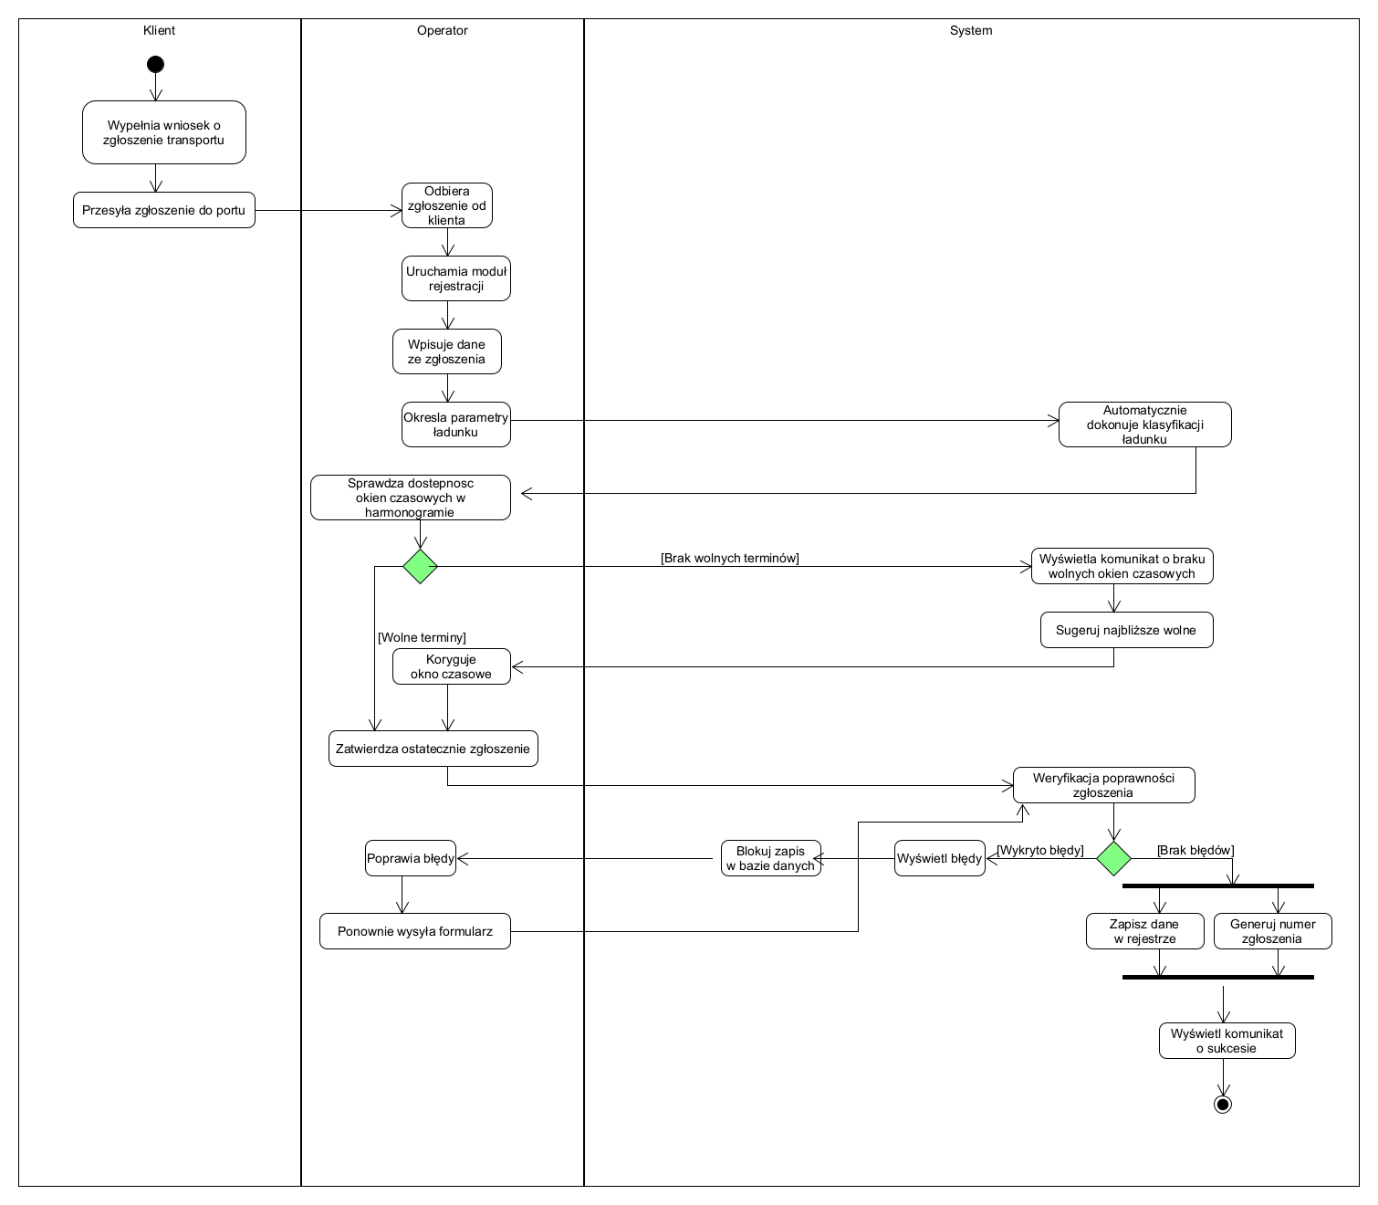 Klient
Operator
System
Wypełnia wniosek o
zgłoszenie transportu
Przesyła zgłoszenie do portu
Odbiera
zgłoszenie od
klienta
Uruchamia moduł
rejestracji
Wpisuje dane
ze zgłoszenia
Okresla parametry
ładunku
Automatycznie
dokonuje klasyfikacji
ładunku
Sprawdza dostepnosc
okien czasowych w
harmonogramie
[Brak wolnych terminów]
Wyświetla komunikat o braku
wolnych okien czasowych
Sugeruj najbliższe wolne
[Wolne terminy]
Koryguje
okno czasowe
Zatwierdza ostatecznie zgłoszenie
Weryfikacja poprawności
zgłoszenia
[Wykryto błędy]
[Brak błędów]
Wyświetl błędy
Blokuj zapis
w bazie danych
Poprawia błędy
Ponownie wysyła formularz
Zapisz dane
w rejestrze
Generuj numer
zgłoszenia
Wyświetl komunikat
o sukcesie